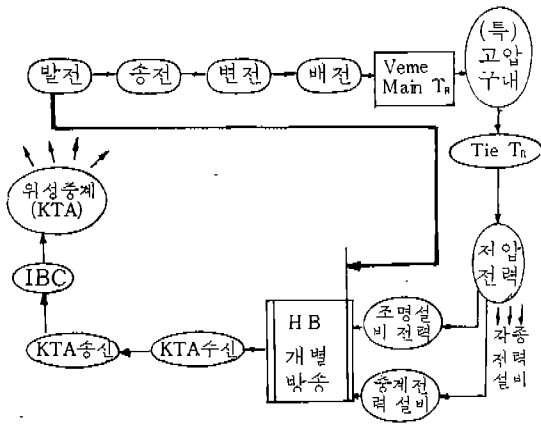 발전
송전
변전
배전
Veme
Main TR
(특)
고압
구내
Tie TR
위성중계
(KTA)
저압
전력
IBC
각종
전력
설비
조명설
비 전력
HB
개별
방송
KTA송신
KTA수신
중계전
력 설비